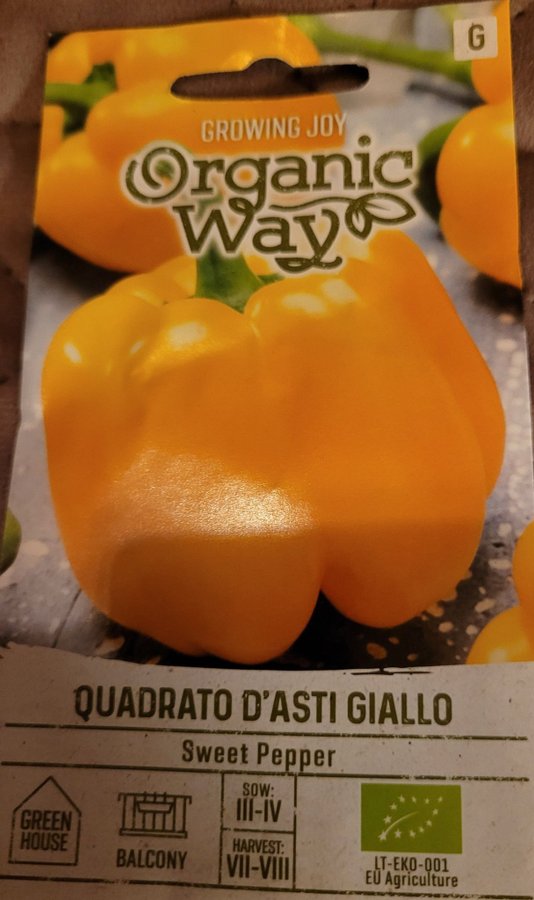 G
GROWING JOY
Organic
Way
QUADRATO D'ASTI GIALLO
Sweet Pepper
GREEN
HOUSE
BALCONY
SOW:
III-IV
HARVEST:
VII-VIII
LT-EKO-001
EU Agriculture